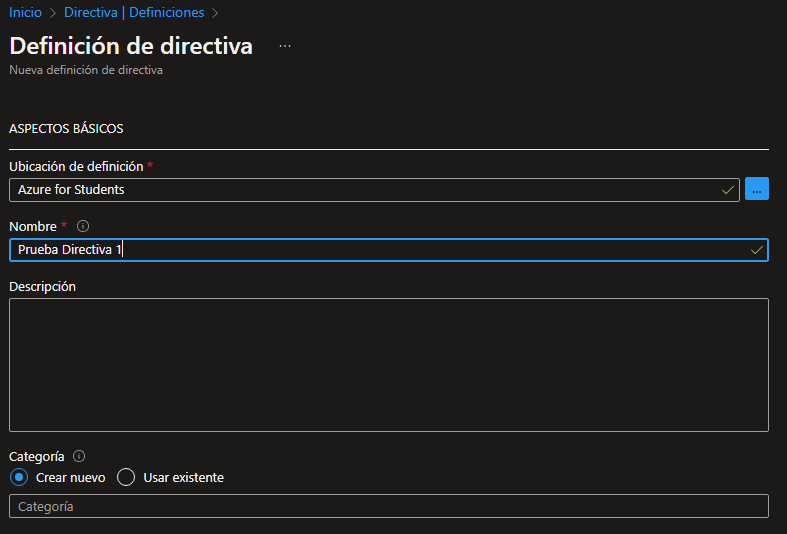 Inicio > Directiva | Definiciones >
Definición de directiva ...
Nueva definición de directiva
ASPECTOS BÁSICOS
Ubicación de definición *
Azure for Students ...
Nombre *
Prueba Directiva 1
Descripción
Categoría
Crear nuevo Usar existente
Categoría